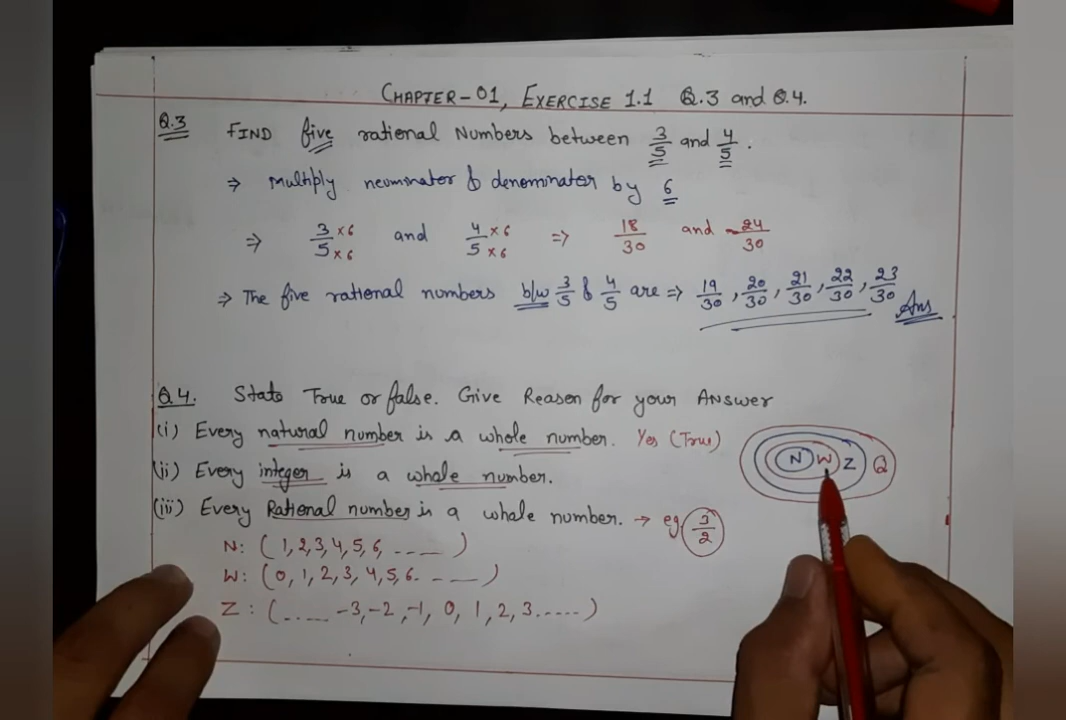 CHAPTER-01, EXERCISE 1.1 Q.3 and Q.4.
Q.3 FIND five rational Numbers between 3/5 and 4/5.
⇒ Multiply neuminator & denominator by 6
⇒ 3/5 ×6 ×6 and 4/5 ×6 ×6 ⇒ 18/30 and 24/30
⇒ The five rational numbers b/w 3/5 & 4/5 are ⇒ 19/30, 20/30, 21/30, 22/30, 23/30 Ans
Q.4. State True or false. Give Reason for your Answer
(i) Every natural number is a whole number. Yes (True)
(ii) Every integer is a whole number.
N W Z Q
(iii) Every Rational number is a whole number. → eg. 3/2
N: (1,2,3,4,5,6, ........)
W: (0,1,2,3,4,5,6. ......)
Z: (...... -3,-2,-1, 0, 1, 2, 3.....)